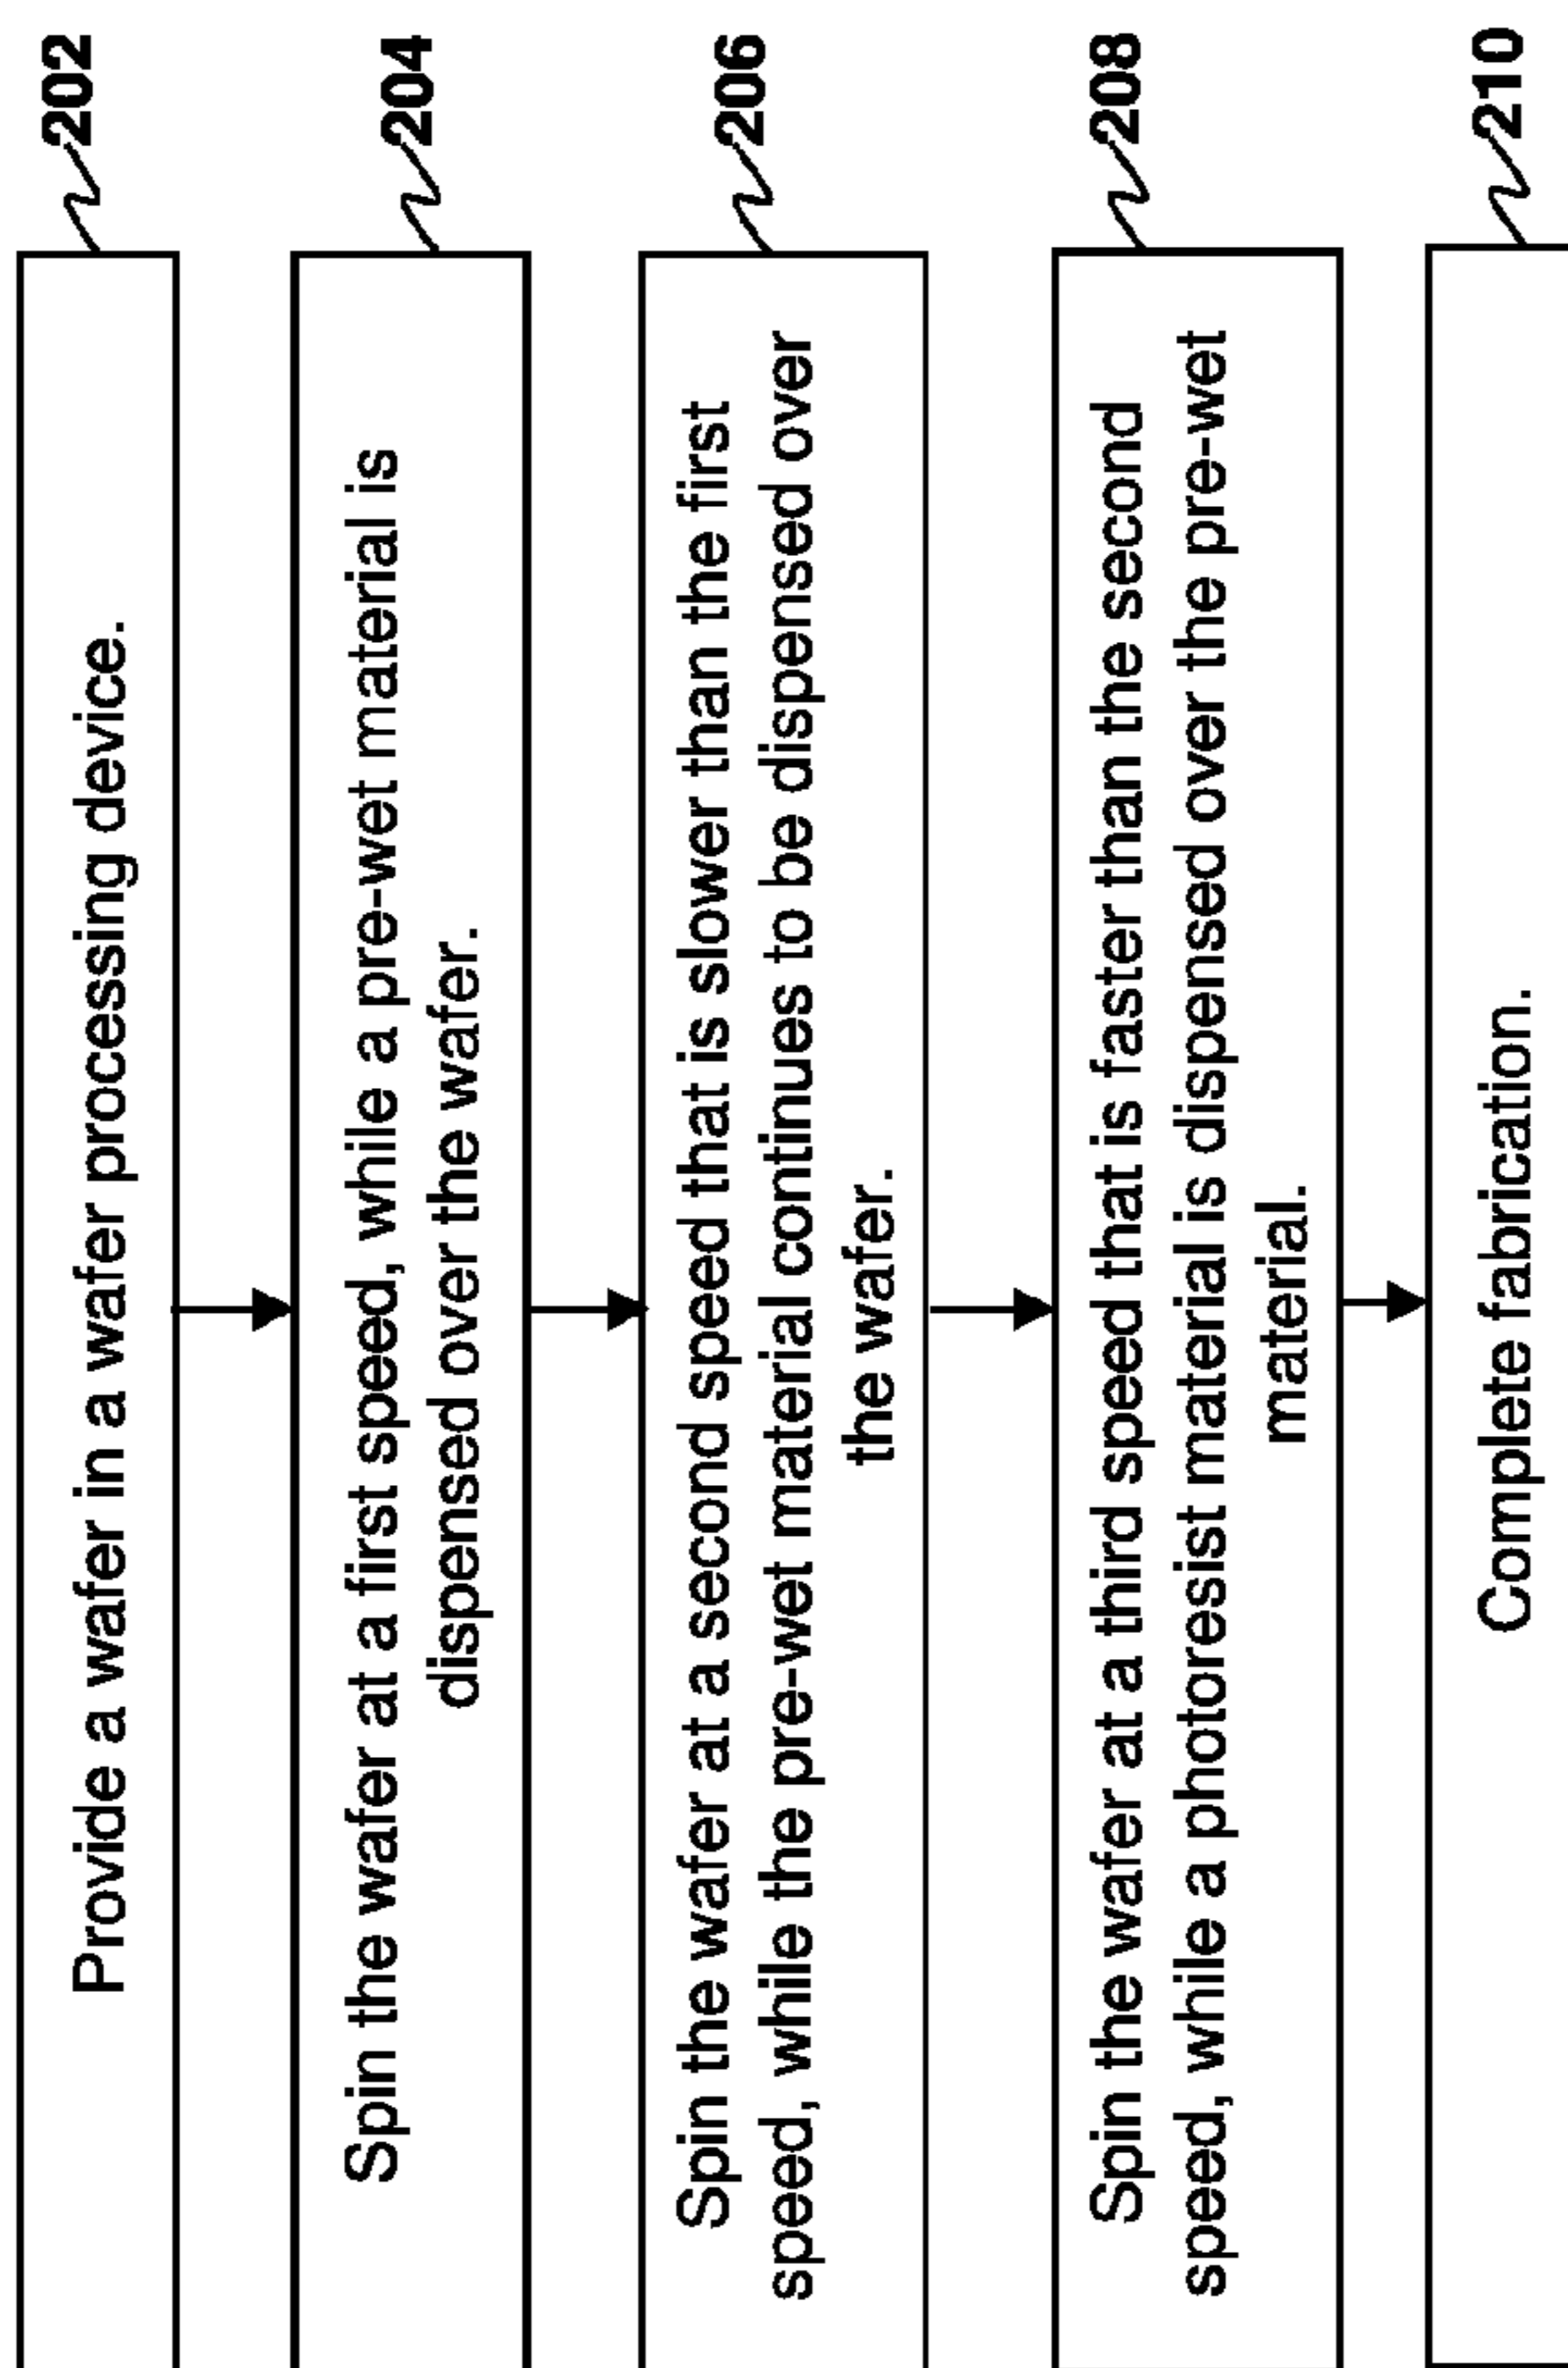 Provide a wafer in a wafer processing device.
202
Spin the wafer at a first speed, while a pre-wet material is
dispensed over the wafer.
204
Spin the wafer at a second speed that is slower than the first
speed, while the pre-wet material continues to be dispensed over
the wafer.
206
Spin the wafer at a third speed that is faster than the second
speed, while a photoresist material is dispensed over the pre-wet
material.
208
Complete fabrication.
210